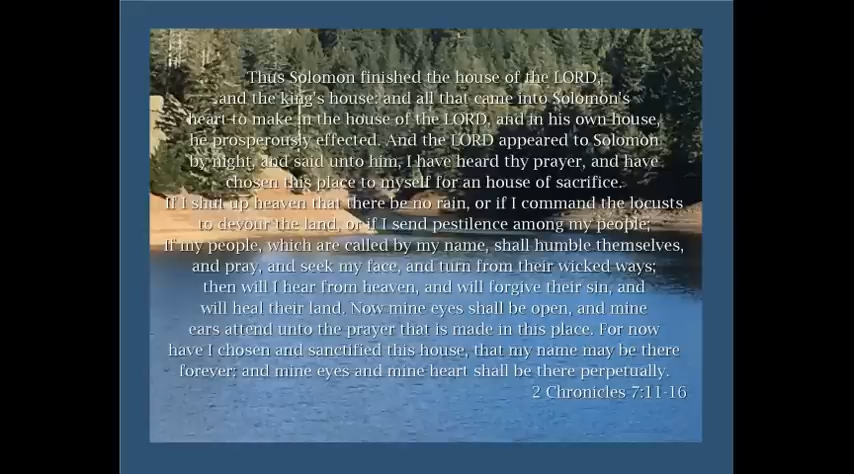 Thus Solomon finished the house of the LORD,
and the king's house: and all that came into Solomon's
heart to make in the house of the LORD, and in his own house,
he prosperously effected. And the LORD appeared to Solomon
by night, and said unto him, I have heard thy prayer, and have
chosen this place to myself for an house of sacrifice.
If I shut up heaven that there be no rain, or if I command the locusts
to devour the land, or if I send pestilence among my people;
If my people, which are called by my name, shall humble themselves,
and pray, and seek my face, and turn from their wicked ways;
then will I hear from heaven, and will forgive their sin, and
will heal their land. Now mine eyes shall be open, and mine
ears attend unto the prayer that is made in this place. For now
have I chosen and sanctified this house, that my name may be there
forever: and mine eyes and mine heart shall be there perpetually.
2 Chronicles 7:11-16